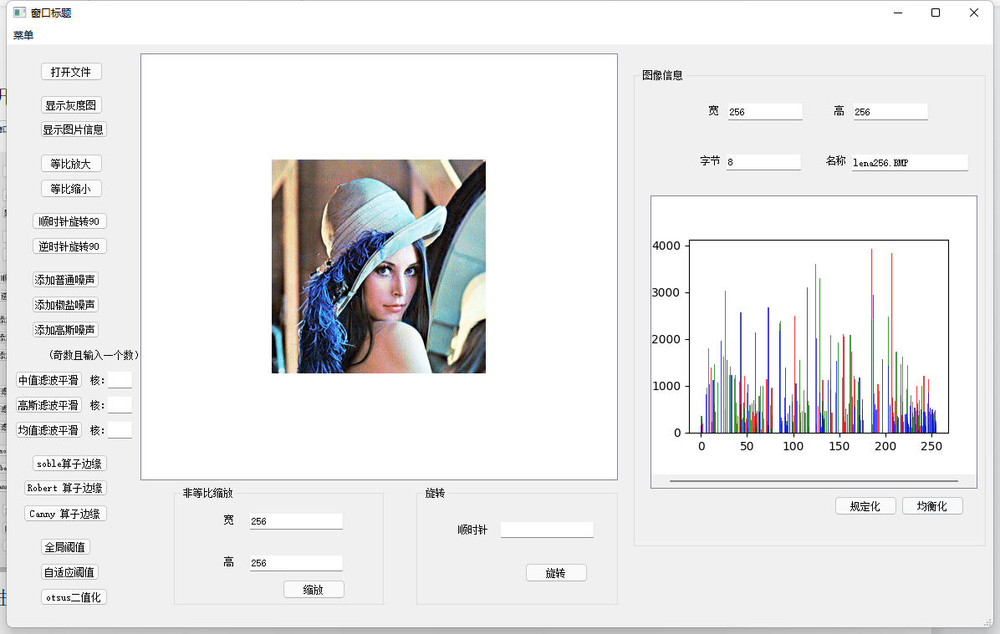 窗口标题
菜单
打开文件
显示灰度图
显示图片信息
等比放大
等比缩小
顺时针旋转90
逆时针旋转90
添加普通噪声
添加椒盐噪声
添加高斯噪声
(奇数且输入一个数)
中值滤波平滑 核:
高斯滤波平滑 核:
均值滤波平滑 核:
soble算子边缘
Robert 算子边缘
Canny 算子边缘
全局阈值
自适应阈值
otsus二值化
非等比缩放
宽 256
高 256
缩放
旋转
顺时针
旋转
图像信息
宽 256 高 256
字节 8 名称 lena256.BMP
4000
3000
2000
1000
0
0 50 100 150 200 250
规定化 均衡化